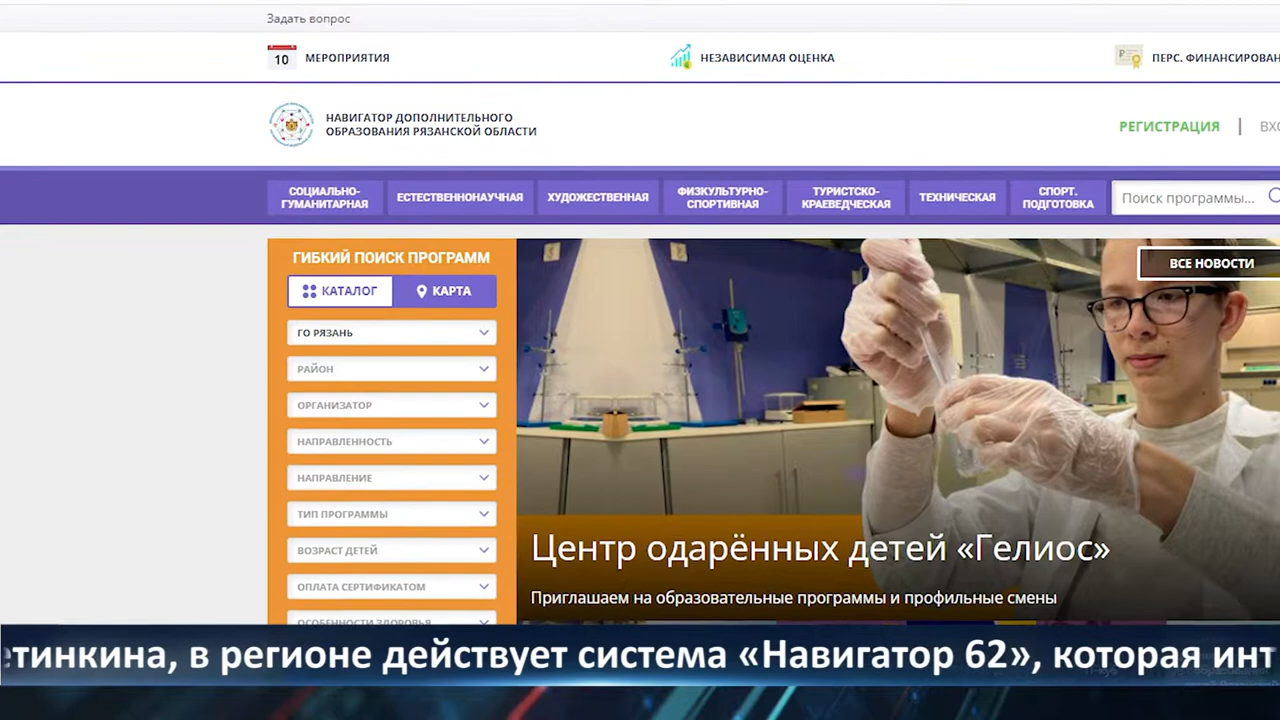 Задать вопрос
10 МЕРОПРИЯТИЯ
НЕЗАВИСИМАЯ ОЦЕНКА
ПЕРС. ФИНАНСИРОВАН
НАВИГАТОР ДОПОЛНИТЕЛЬНОГО
ОБРАЗОВАНИЯ РЯЗАНСКОЙ ОБЛАСТИ
РЕГИСТРАЦИЯ | ВХО
СОЦИАЛЬНО-
ГУМАНИТАРНАЯ
ЕСТЕСТВЕННОНАУЧНАЯ
ХУДОЖЕСТВЕННАЯ
ФИЗКУЛЬТУРНО-
СПОРТИВНАЯ
ТУРИСТСКО-
КРАЕВЕДЧЕСКАЯ
ТЕХНИЧЕСКАЯ
СПОРТ.
ПОДГОТОВКА
Поиск программы...
ГИБКИЙ ПОИСК ПРОГРАММ
КАТАЛОГ
КАРТА
ГО РЯЗАНЬ
РАЙОН
ОРГАНИЗАТОР
НАПРАВЛЕННОСТЬ
НАПРАВЛЕНИЕ
ТИП ПРОГРАММЫ
ВОЗРАСТ ДЕТЕЙ
ОПЛАТА СЕРТИФИКАТОМ
ОСОБЕННОСТИ ЗДОРОВЬЯ
ВСЕ НОВОСТИ
Центр одарённых детей «Гелиос»
Приглашаем на образовательные программы и профильные смены
етинкина, в регионе действует система «Навигатор 62», которая инт